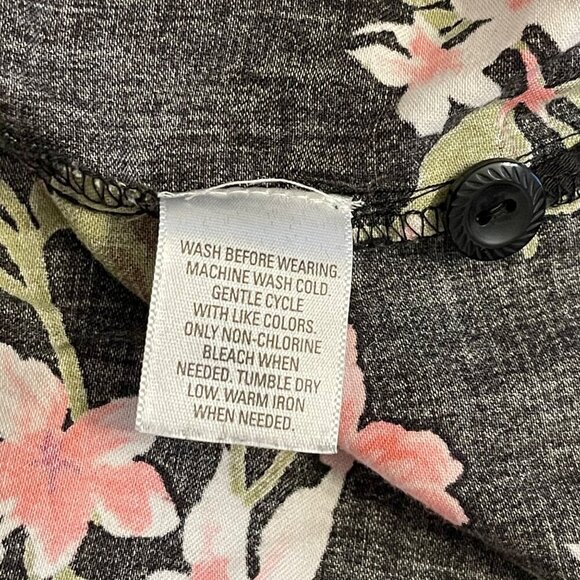 WASH BEFORE WEARING.
MACHINE WASH COLD.
GENTLE CYCLE
WITH LIKE COLORS.
ONLY NON-CHLORINE
BLEACH WHEN
NEEDED. TUMBLE DRY
LOW. WARM IRON
WHEN NEEDED.